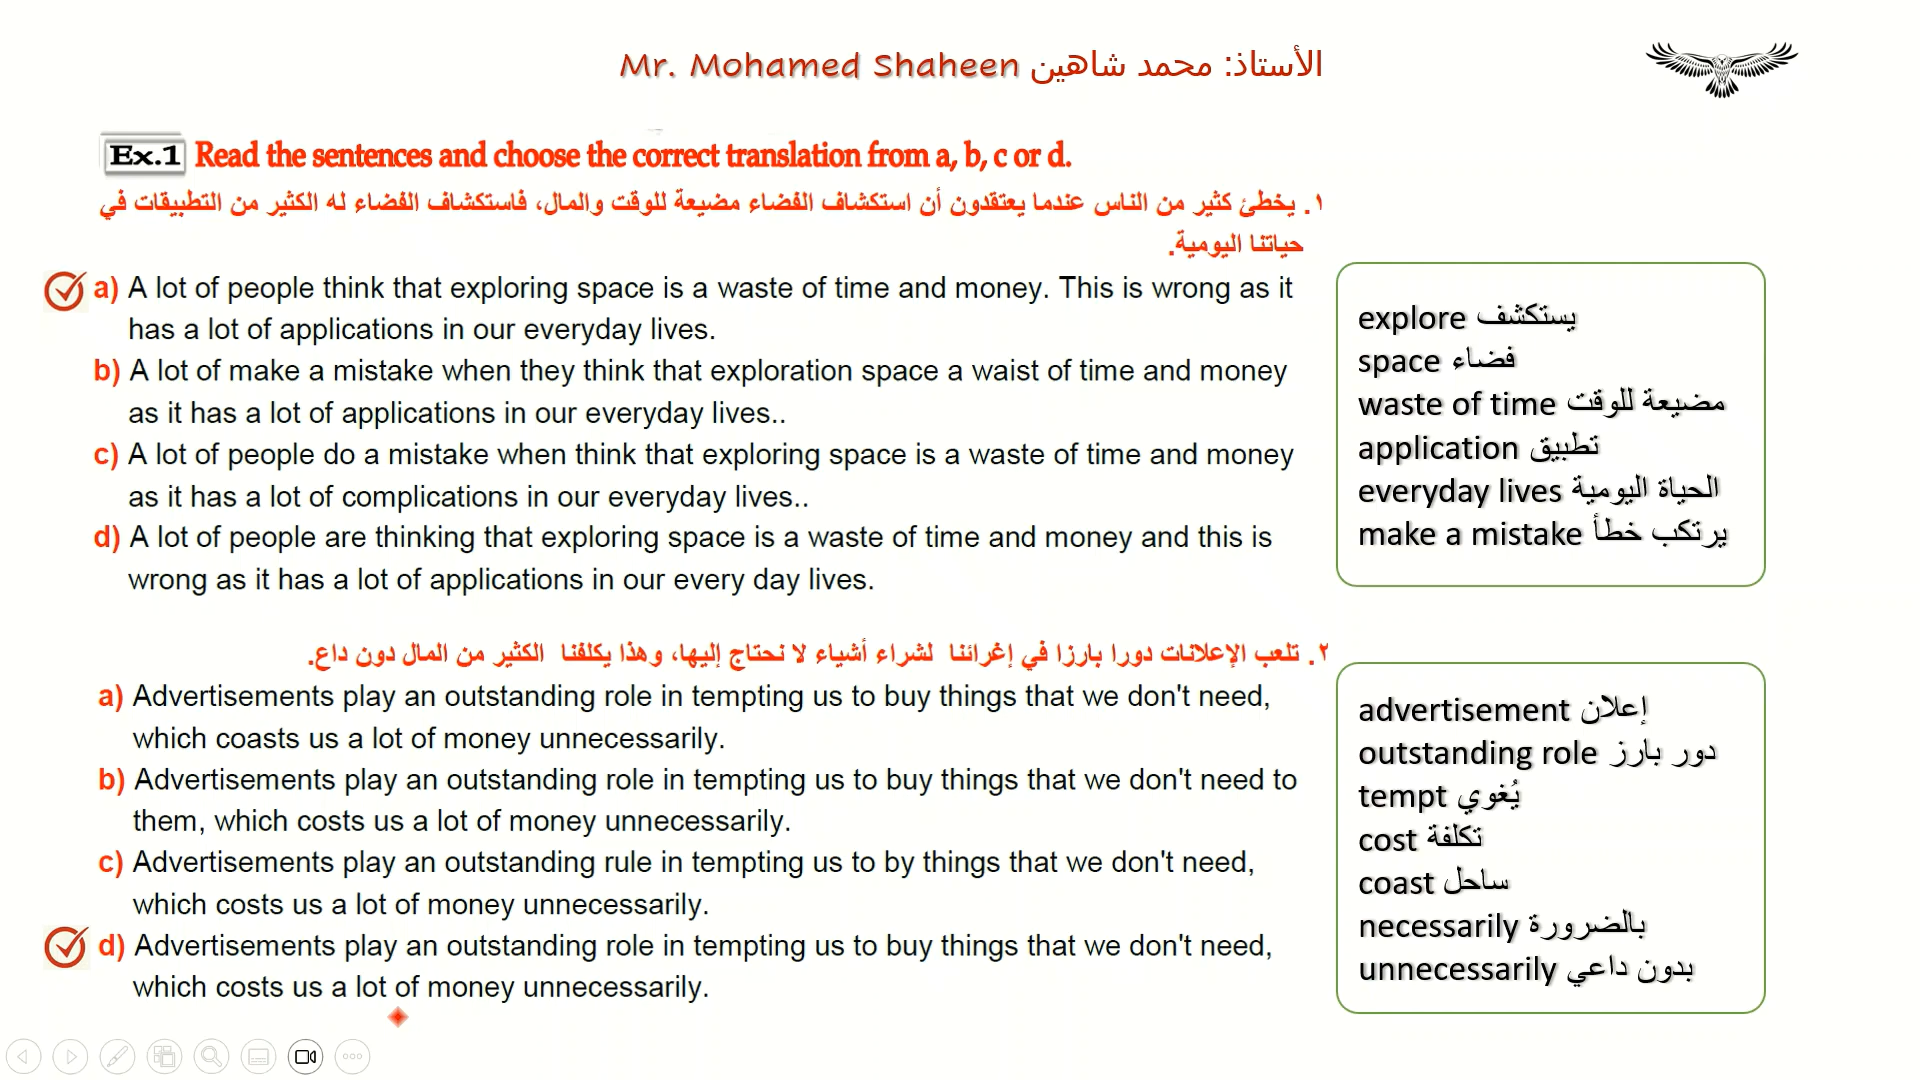 Mr. Mohamed Shaheen الأستاذ: محمد شاهين
Ex.1 Read the sentences and choose the correct translation from a, b, c or d.
١. يخطئ كثير من الناس عندما يعتقدون أن استكشاف الفضاء مضيعة للوقت والمال، فاستكشاف الفضاء له الكثير من التطبيقات في
حياتنا اليومية.
a) A lot of people think that exploring space is a waste of time and money. This is wrong as it
has a lot of applications in our everyday lives.
b) A lot of make a mistake when they think that exploration space a waist of time and money
as it has a lot of applications in our everyday lives..
c) A lot of people do a mistake when think that exploring space is a waste of time and money
as it has a lot of complications in our everyday lives..
d) A lot of people are thinking that exploring space is a waste of time and money and this is
wrong as it has a lot of applications in our every day lives.
explore يستكشف
space فضاء
waste of time مضيعة للوقت
application تطبيق
everyday lives الحياة اليومية
make a mistake يرتكب خطأ
٢. تلعب الإعلانات دورا بارزا في إغرائنا لشراء أشياء لا نحتاج إليها، وهذا يكلفنا الكثير من المال دون داع.
a) Advertisements play an outstanding role in tempting us to buy things that we don't need,
which coasts us a lot of money unnecessarily.
b) Advertisements play an outstanding role in tempting us to buy things that we don't need to
them, which costs us a lot of money unnecessarily.
c) Advertisements play an outstanding rule in tempting us to by things that we don't need,
which costs us a lot of money unnecessarily.
d) Advertisements play an outstanding role in tempting us to buy things that we don't need,
which costs us a lot of money unnecessarily.
advertisement إعلان
outstanding role دور بارز
tempt يُغوي
cost تكلفة
coast ساحل
necessarily بالضرورة
unnecessarily بدون داعي